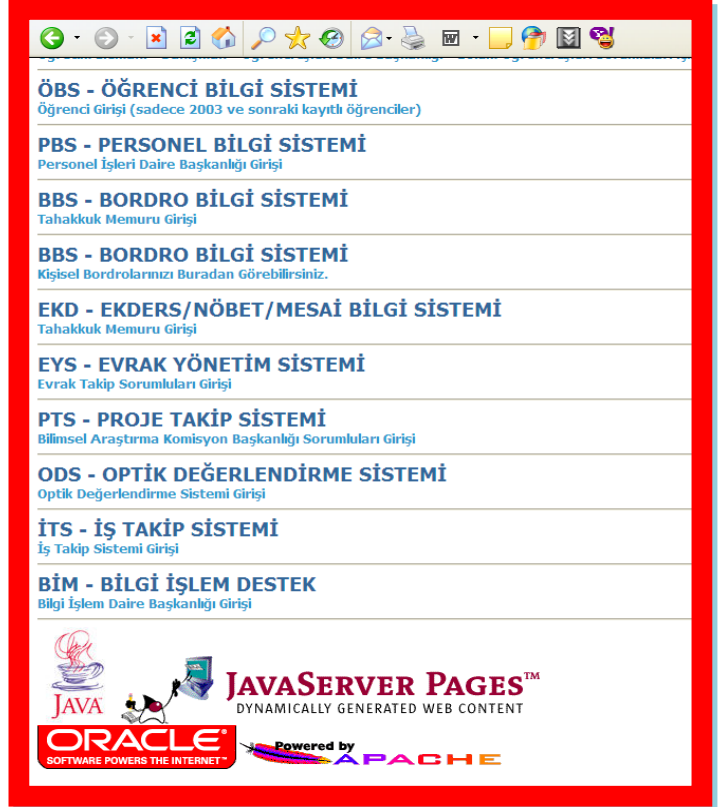 ÖBS - ÖĞRENCİ BİLGİ SİSTEMİ
Öğrenci Girişi (sadece 2003 ve sonraki kayıtlı öğrenciler)
PBS - PERSONEL BİLGİ SİSTEMİ
Personel İşleri Daire Başkanlığı Girişi
BBS - BORDRO BİLGİ SİSTEMİ
Tahakkuk Memuru Girişi
BBS - BORDRO BİLGİ SİSTEMİ
Kişisel Bordrolarınızı Buradan Görebilirsiniz.
EKD - EKDERS/NÖBET/MESAİ BİLGİ SİSTEMİ
Tahakkuk Memuru Girişi
EYS - EVRAK YÖNETİM SİSTEMİ
Evrak Takip Sorumluları Girişi
PTS - PROJE TAKİP SİSTEMİ
Bilimsel Araştırma Komisyon Başkanlığı Sorumluları Girişi
ODS - OPTİK DEĞERLENDİRME SİSTEMİ
Optik Değerlendirme Sistemi Girişi
İTS - İŞ TAKİP SİSTEMİ
İş Takip Sistemi Girişi
BİM - BİLGİ İŞLEM DESTEK
Bilgi İşlem Daire Başkanlığı Girişi
JAVA
JAVASERVER PAGES™
DYNAMICALLY GENERATED WEB CONTENT
ORACLE®
SOFTWARE POWERS THE INTERNET™
Powered by
APACHE